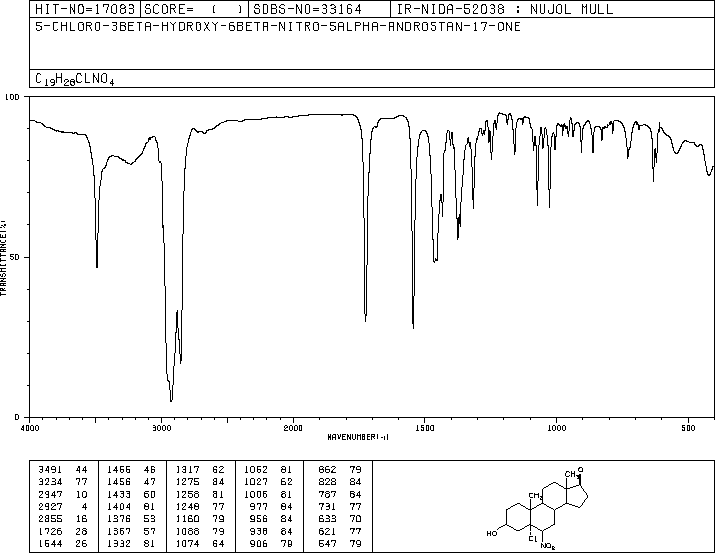 HIT-NO=17083 SCORE= ( ) SDBS-NO=33164 IR-NIDA-52038 : NUJOL MULL
5-CHLORO-3BETA-HYDROXY-6BETA-NITRO-5ALPHA-ANDROSTAN-17-ONE
C19H28CLNO4
100
50
0
TRANSMITTANCE(%)
4000 3000 2000 1500 1000 500
WAVENUMBER(-1)
3491 44 1466 46 1317 62 1062 81 862 79
3234 77 1456 47 1275 84 1027 62 828 84
2947 10 1433 60 1258 81 1006 81 787 84
2927 4 1404 81 1248 77 977 84 731 77
2855 16 1376 53 1160 79 956 84 633 70
1726 28 1367 57 1088 79 938 84 621 77
1544 26 1332 81 1074 64 906 79 547 79
O
CH3
CH3
HO
Cl
NO2